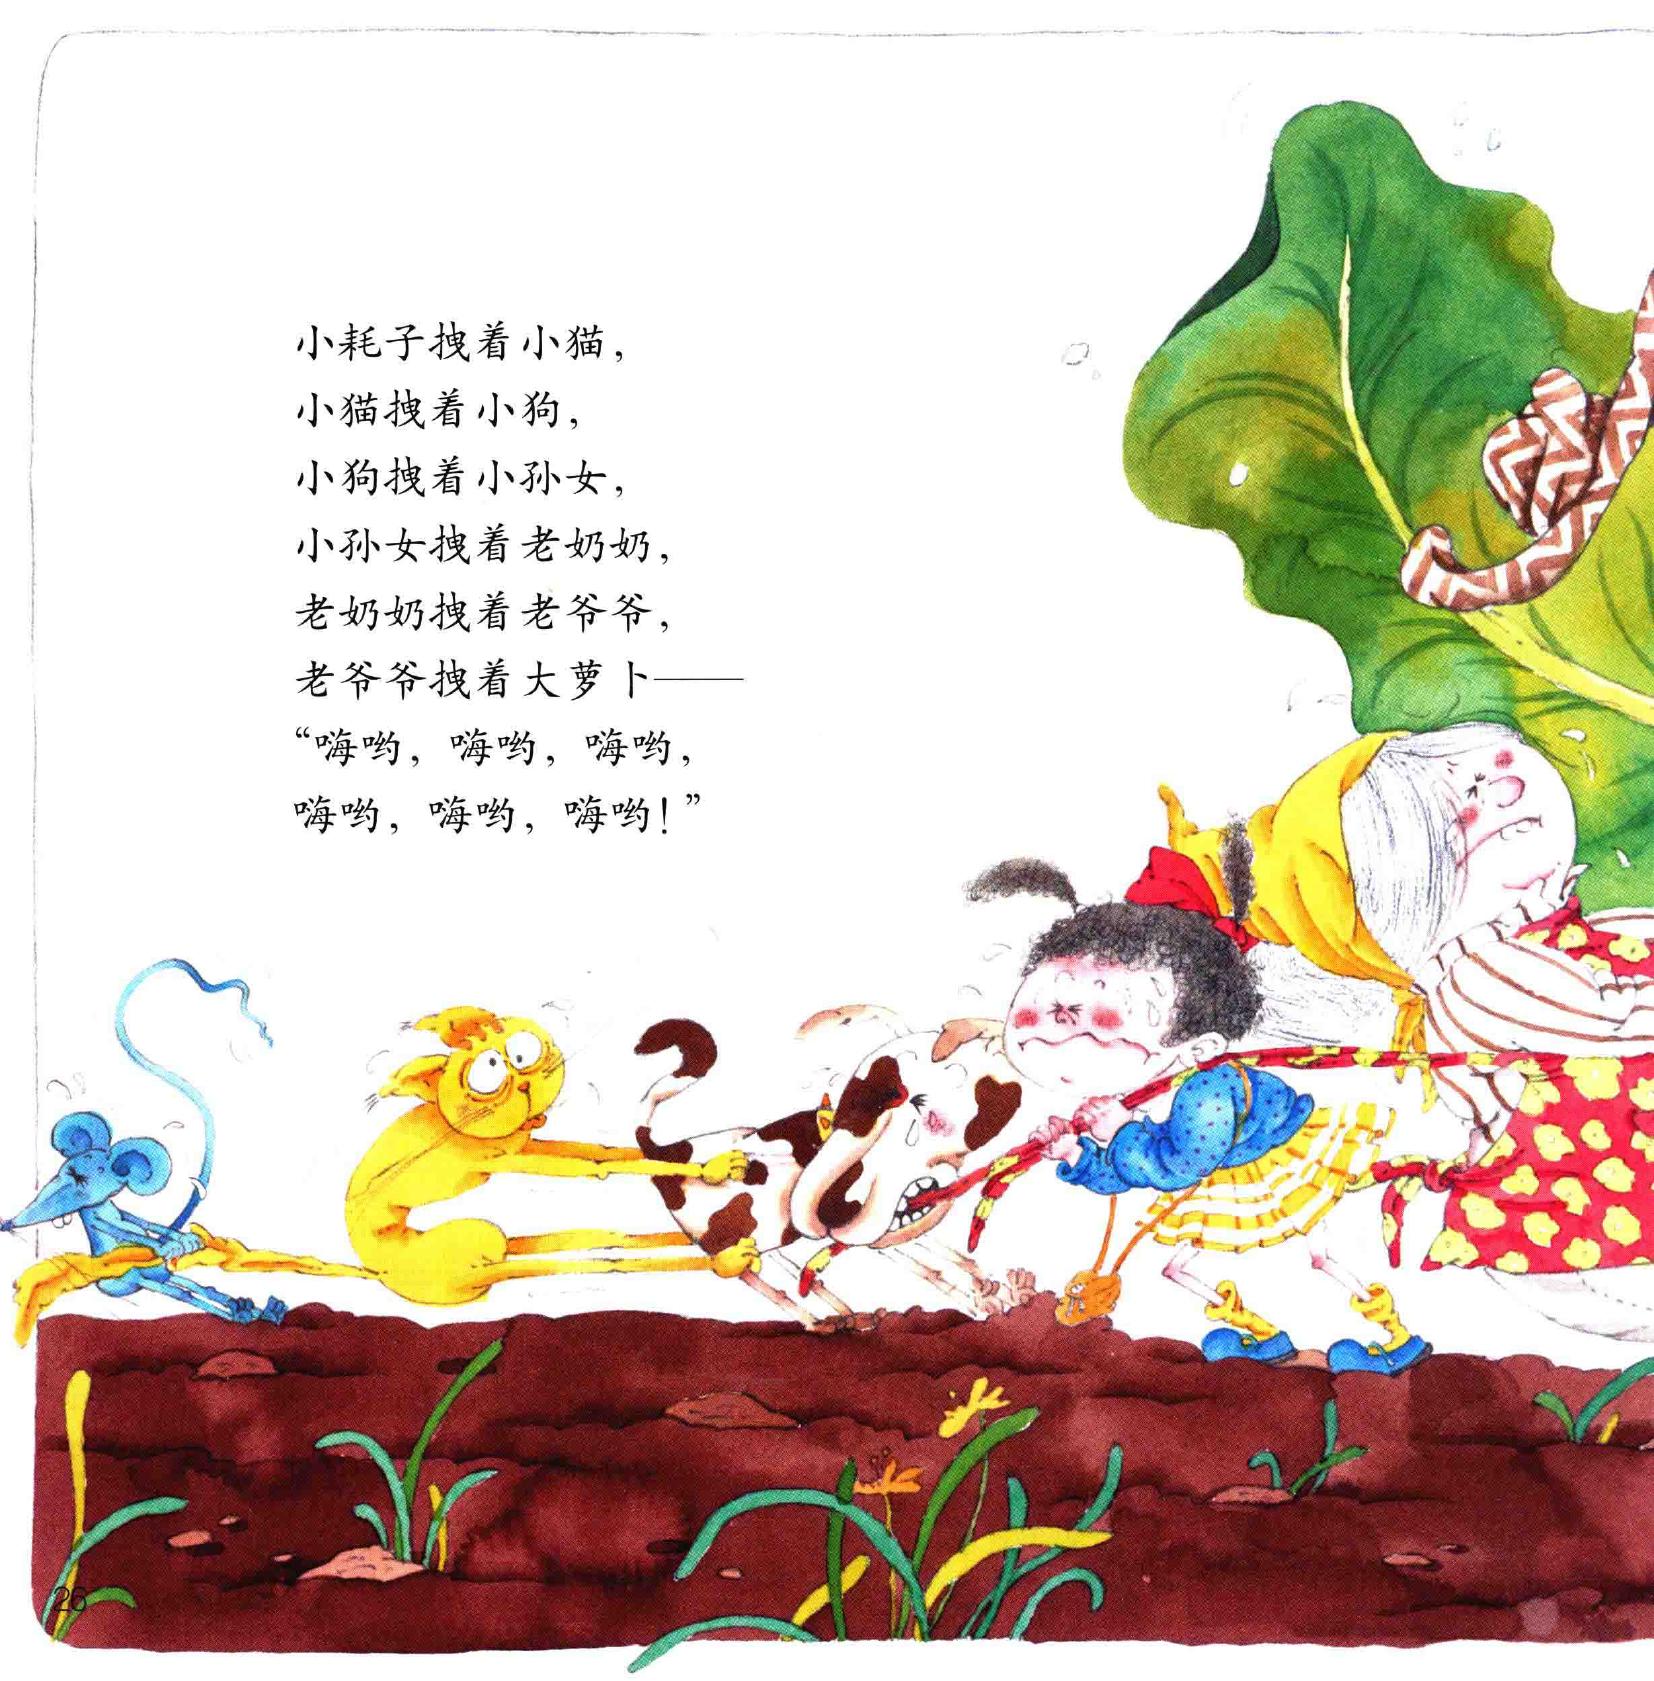 小耗子拽着小猫，
小猫拽着小狗，
小狗拽着小孙女，
小孙女拽着老奶奶，
老奶奶拽着老爷爷，
老爷爷拽着大萝卜——
“嗨哟，嗨哟，嗨哟，
嗨哟，嗨哟，嗨哟！”
26